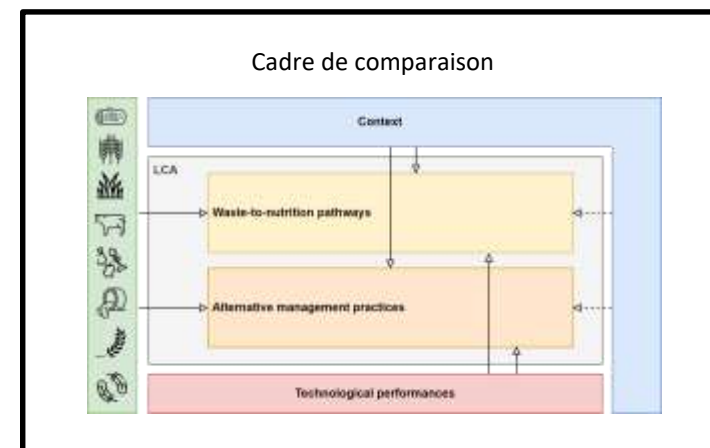 Cadre de comparaison
Context
LCA
Waste-to-nutrition pathways
Alternative management practices
Technological performances